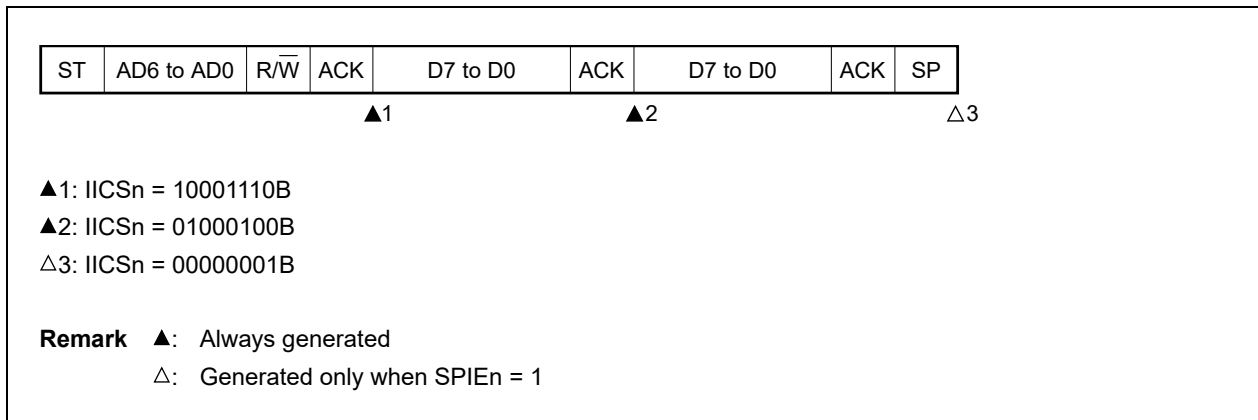 ST AD6 to AD0 R/W̅ ACK D7 to D0 ACK D7 to D0 ACK SP
▲1 ▲2 △3
▲1: IICSn = 10001110B
▲2: IICSn = 01000100B
△3: IICSn = 00000001B
Remark ▲: Always generated
△: Generated only when SPIEn = 1